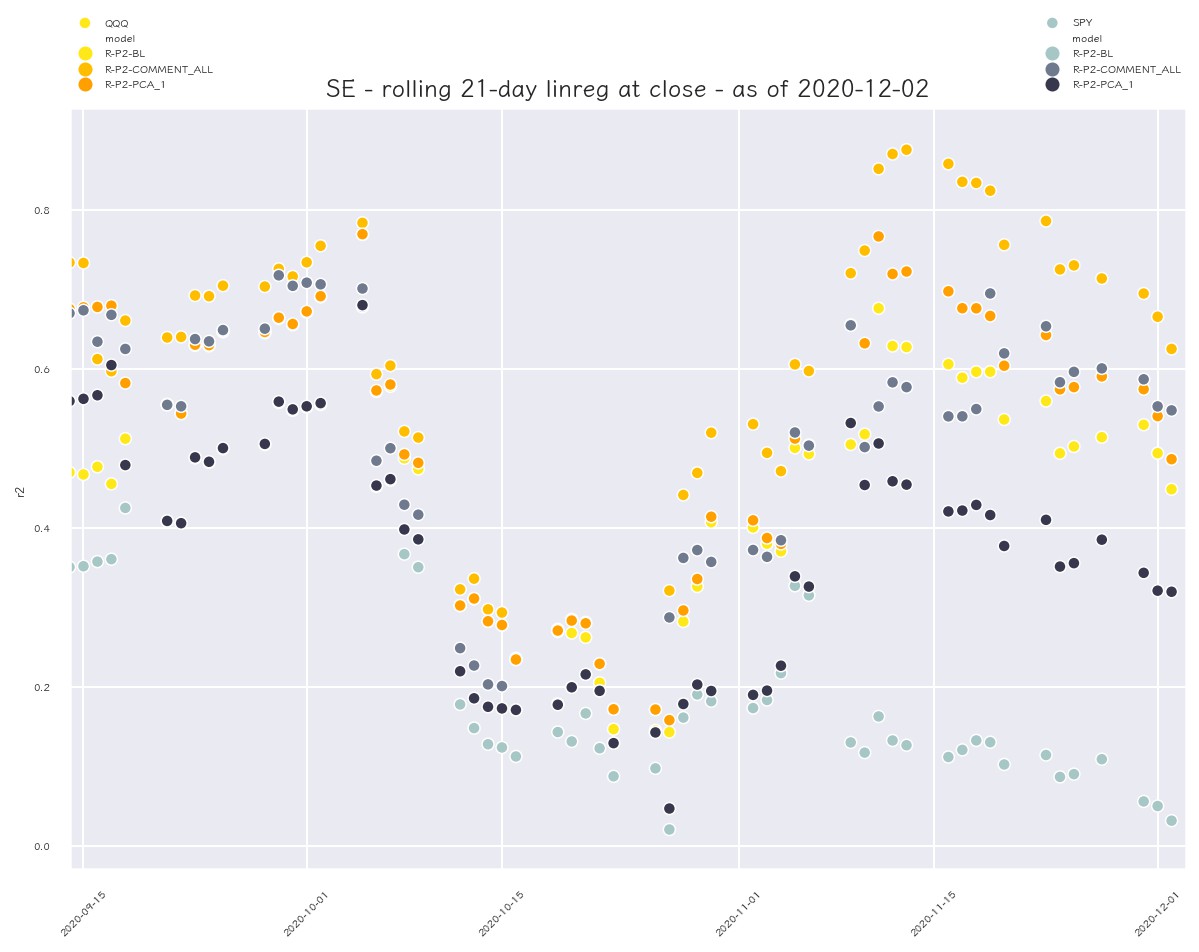 QQQ
model
R-P2-BL
R-P2-COMMENT_ALL
R-P2-PCA_1
SPY
model
R-P2-BL
R-P2-COMMENT_ALL
R-P2-PCA_1
SE - rolling 21-day linreg at close - as of 2020-12-02
r2
0.8
0.6
0.4
0.2
0.0
2020-09-15
2020-10-01
2020-10-15
2020-11-01
2020-11-15
2020-12-01